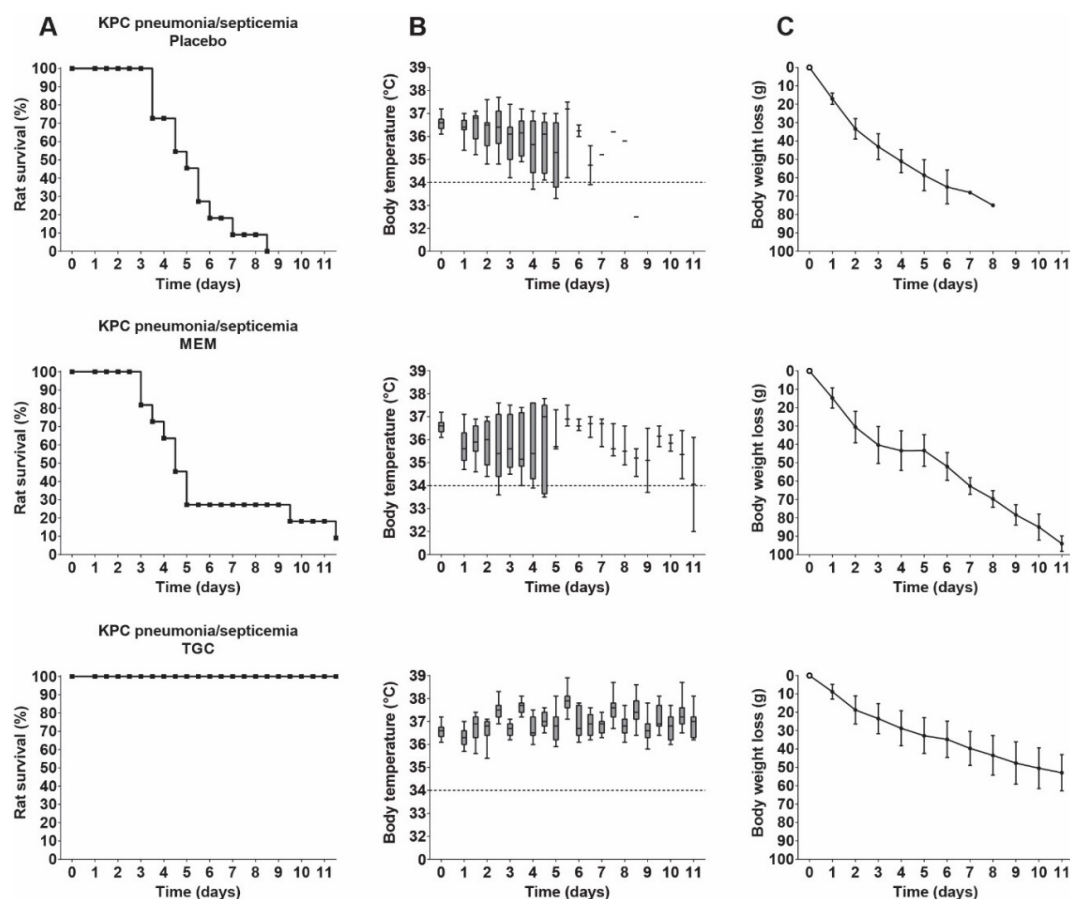 A
KPC pneumonia/septicemia
Placebo
100
90
80
70
60
50
40
30
20
10
0
Rat survival (%)
0 1 2 3 4 5 6 7 8 9 10 11
Time (days)
B
39
38
37
36
35
34
33
32
0
Body temperature (°C)
0 1 2 3 4 5 6 7 8 9 10 11
Time (days)
C
0
10
20
30
40
50
60
70
80
90
100
Body weight loss (g)
0 1 2 3 4 5 6 7 8 9 10 11
Time (days)
KPC pneumonia/septicemia
MEM
100
90
80
70
60
50
40
30
20
10
0
Rat survival (%)
0 1 2 3 4 5 6 7 8 9 10 11
Time (days)
39
38
37
36
35
34
33
32
0
Body temperature (°C)
0 1 2 3 4 5 6 7 8 9 10 11
Time (days)
0
10
20
30
40
50
60
70
80
90
100
Body weight loss (g)
0 1 2 3 4 5 6 7 8 9 10 11
Time (days)
KPC pneumonia/septicemia
TGC
100
90
80
70
60
50
40
30
20
10
0
Rat survival (%)
0 1 2 3 4 5 6 7 8 9 10 11
Time (days)
39
38
37
36
34
33
32
0
Body temperature (°C)
0 1 2 3 4 5 6 7 8 9 10 11
Time (days)
0
10
20
30
40
50
60
70
80
90
100
Body weight loss (g)
0 1 2 3 4 5 6 7 8 9 10 11
Time (days)